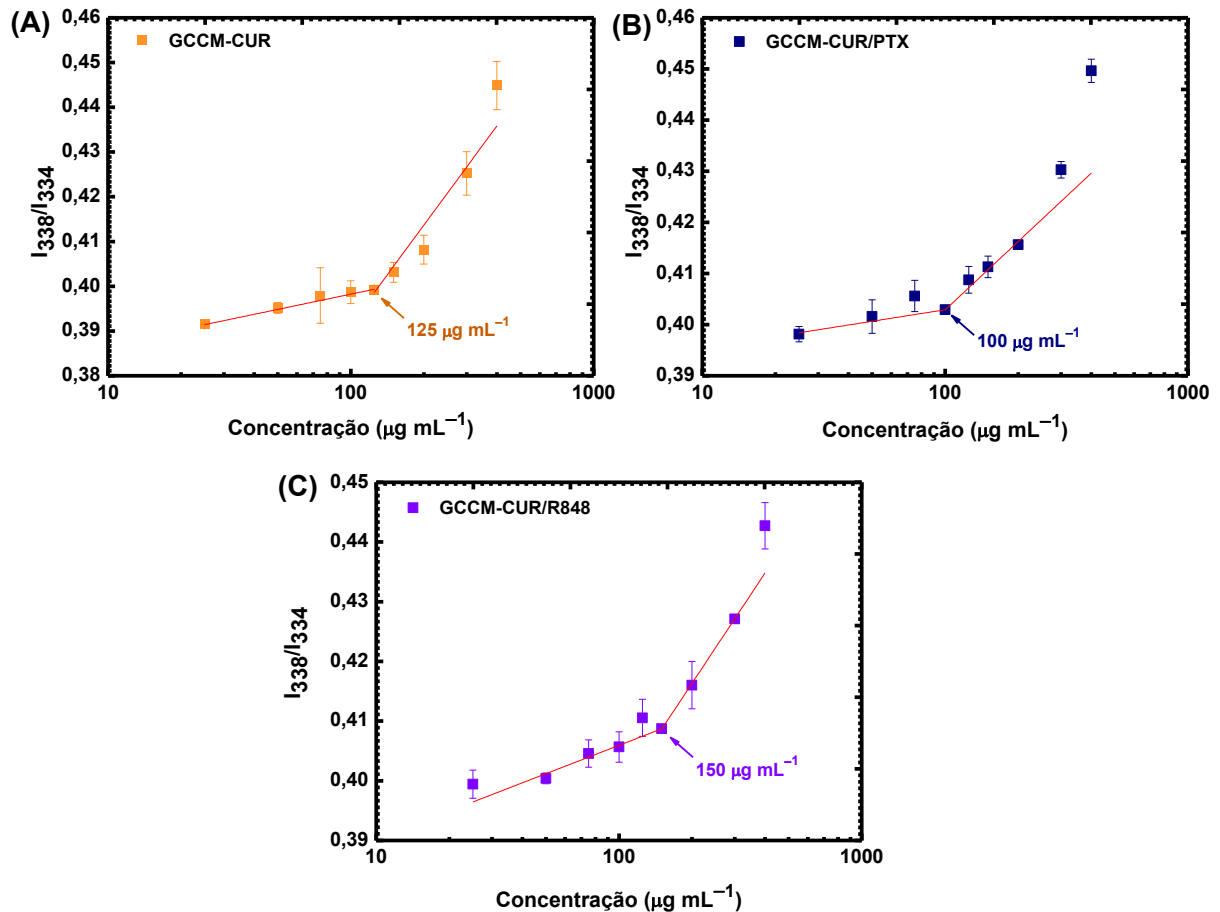 (A)
0,46
0,45
0,44
0,43
0,42
0,41
0,40
0,39
0,38
I338/I334
GCCM-CUR
125 µg mL⁻¹
10
100
1000
Concentração (µg mL⁻¹)
(B)
0,46
0,45
0,44
0,43
0,42
0,41
0,40
0,39
I338/I334
GCCM-CUR/PTX
100 µg mL⁻¹
10
100
1000
Concentração (µg mL⁻¹)
(C)
0,45
0,44
0,43
0,42
0,41
0,40
0,39
I338/I334
GCCM-CUR/R848
150 µg mL⁻¹
10
100
1000
Concentração (µg mL⁻¹)